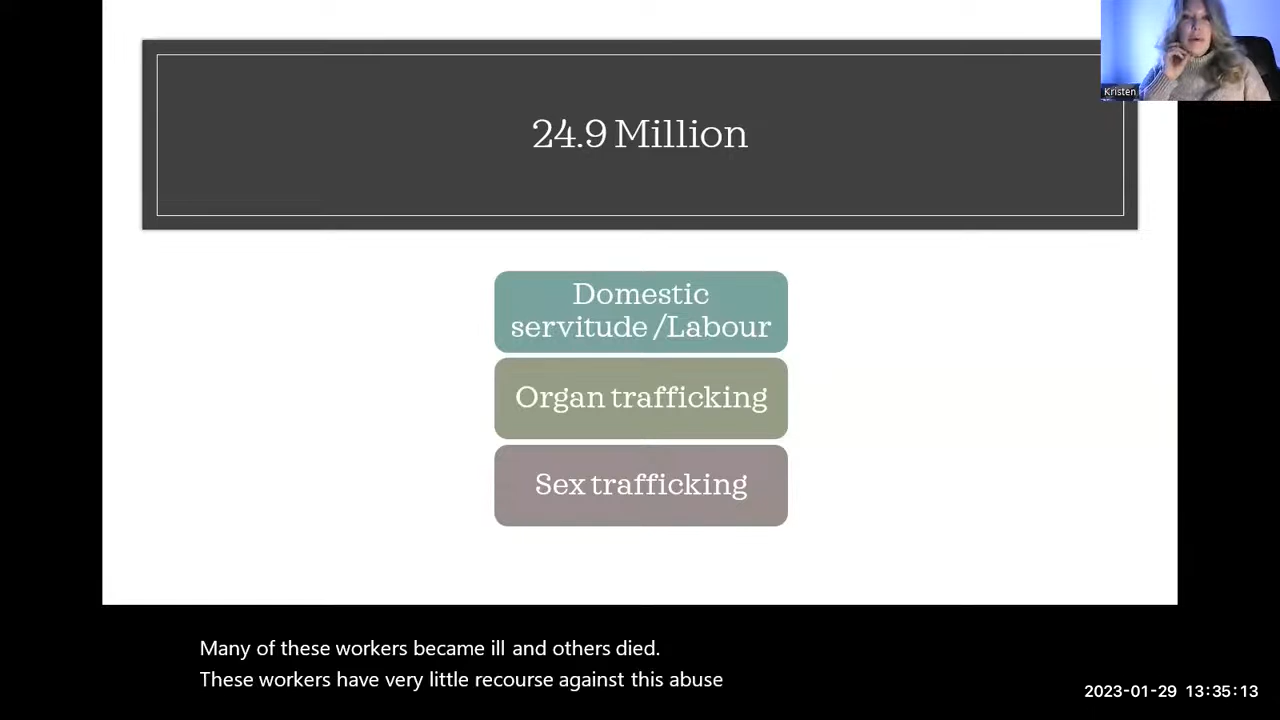 Kristen
24.9 Million
Domestic
servitude /Labour
Organ trafficking
Sex trafficking
Many of these workers became ill and others died.
These workers have very little recourse against this abuse
2023-01-29 13:35:13